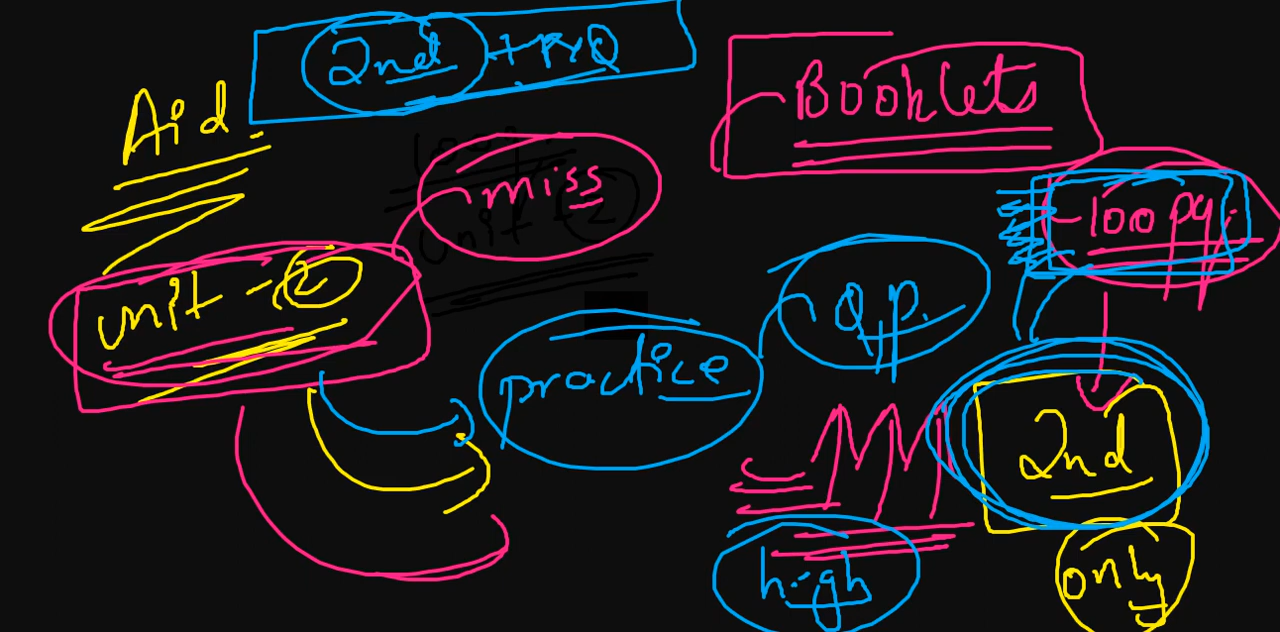 2nd + PYQ
Booklets
Aid
miss
- 100 pg.
unit - 2
Q.p.
practice
2nd
high
only